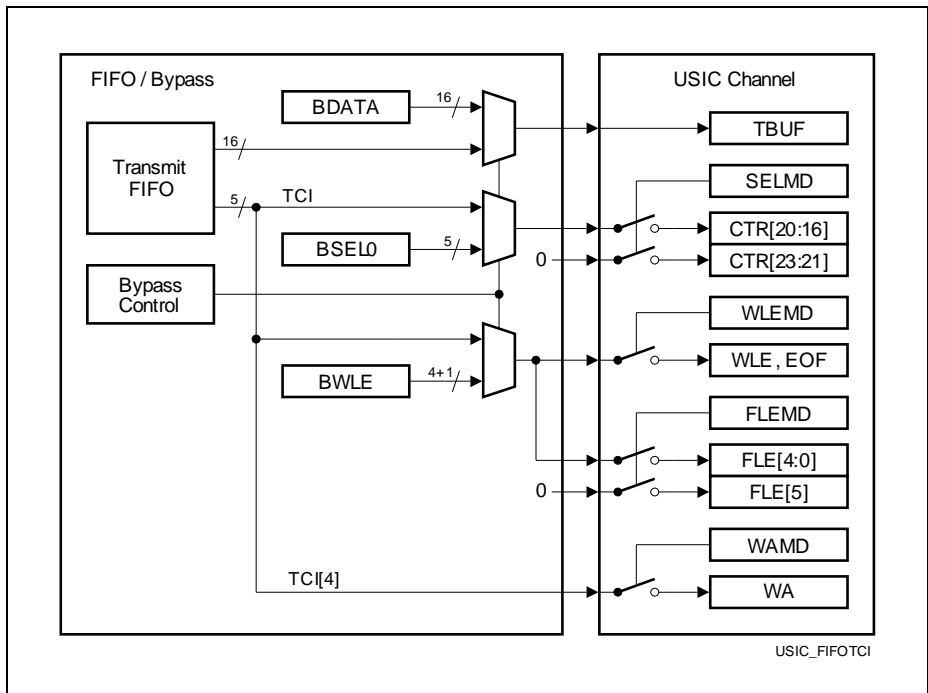 FIFO / Bypass
USIC Channel
BDATA
16
TBUF
Transmit
FIFO
16
5
TCI
SELMD
BSEL0
5
CTR[20:16]
0
CTR[23:21]
Bypass
Control
WLEMD
BWLE
4+1
WLE , EOF
FLEMD
FLE[4:0]
0
FLE[5]
WAMD
TCI[4]
WA
USIC_FIFOTCI